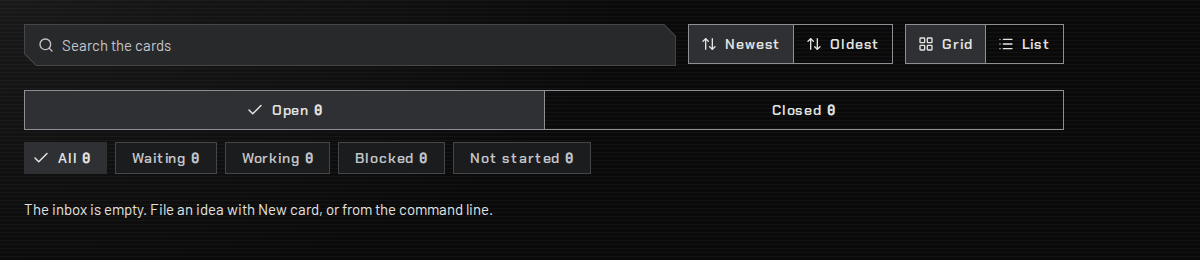 Search the cards Newest Oldest Grid List
Open 0 Closed 0
All 0 Waiting 0 Working 0 Blocked 0 Not started 0
The inbox is empty. File an idea with New card, or from the command line.